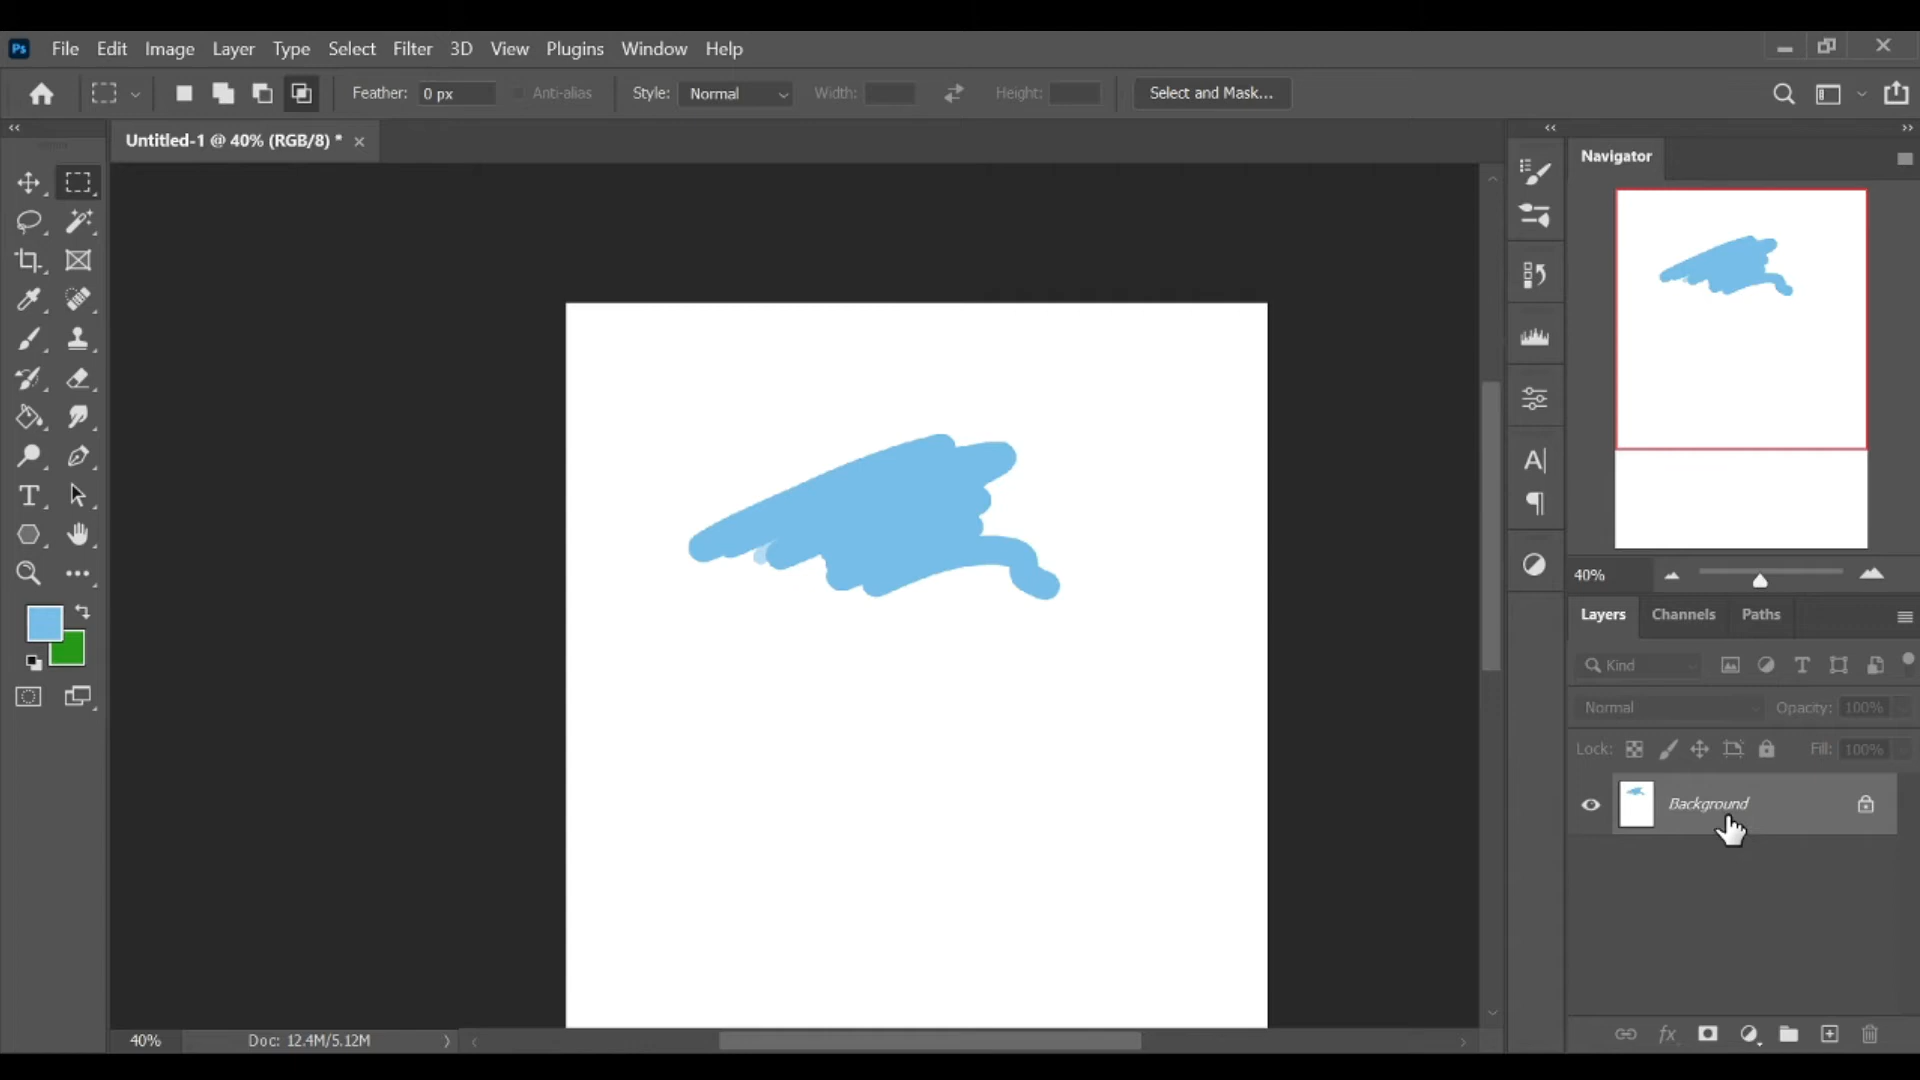 Ps File Edit Image Layer Type Select Filter 3D View Plugins Window Help
Feather: 0 px Anti-alias Style: Normal Width: Height: Select and Mask...
Untitled-1 @ 40% (RGB/8) *
Navigator
40%
Layers Channels Paths
Kind
Normal Opacity: 100%
Lock: Fill: 100%
Background
40% Doc: 12.4M/5.12M